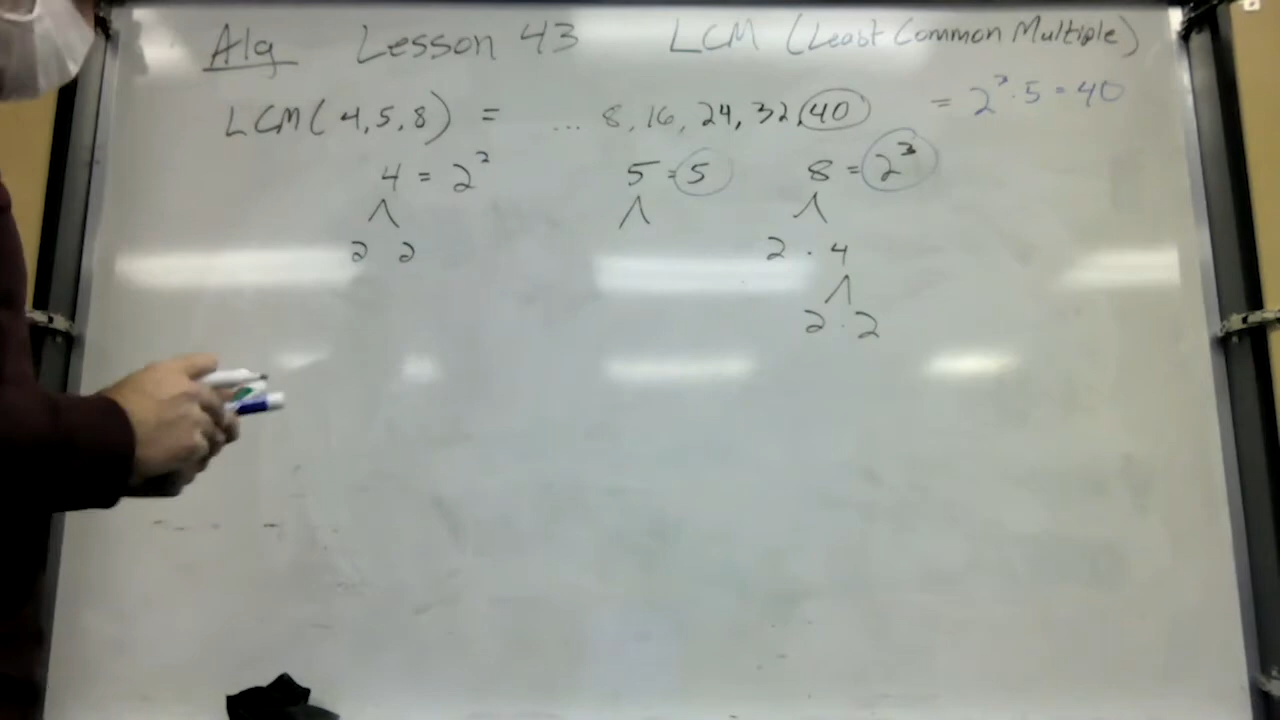 Alg Lesson 43 LCM (Least Common Multiple)
LCM(4,5,8) = ... 8,16,24,32,40 = 2³·5=40
4 = 2² 5=5 8=2³
2 2 2 · 4
2 · 2